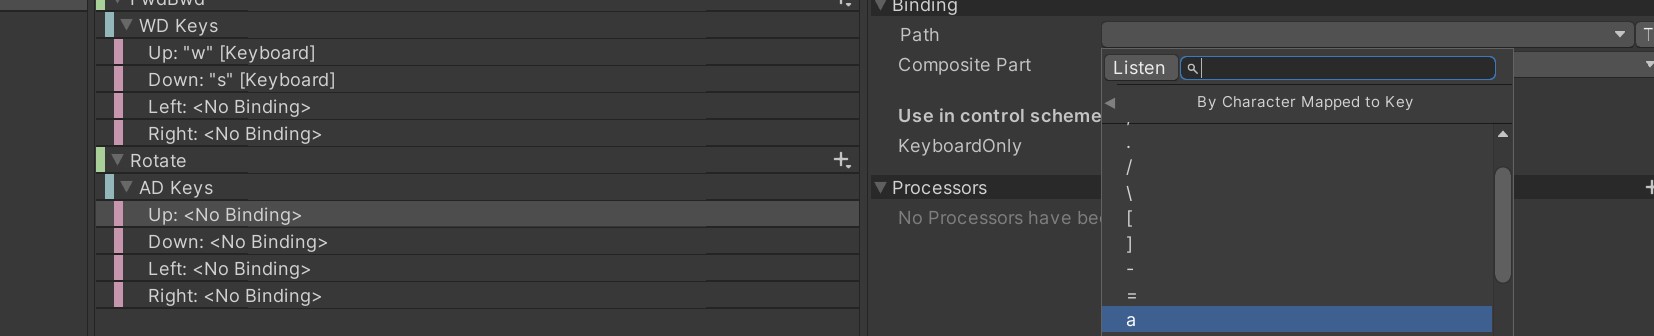 FwdBwd
WD Keys
Up: "w" [Keyboard]
Down: "s" [Keyboard]
Left: <No Binding>
Right: <No Binding>
Rotate
AD Keys
Up: <No Binding>
Down: <No Binding>
Left: <No Binding>
Right: <No Binding>
Binding
Path
T
Composite Part
Listen
By Character Mapped to Key
Use in control scheme
KeyboardOnly
Processors
No Processors have bee
,
.
/
\
[
]
-
=
a